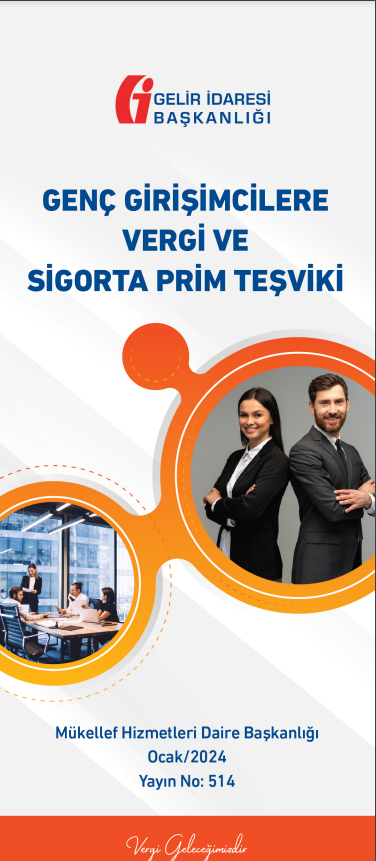 GELİR İDARESİ
BAŞKANLIĞI
GENÇ GİRİŞİMCİLERE
VERGİ VE
SİGORTA PRİM TEŞVİKİ
Mükellef Hizmetleri Daire Başkanlığı
Ocak/2024
Yayın No: 514
Vergi Geleceğimizdir